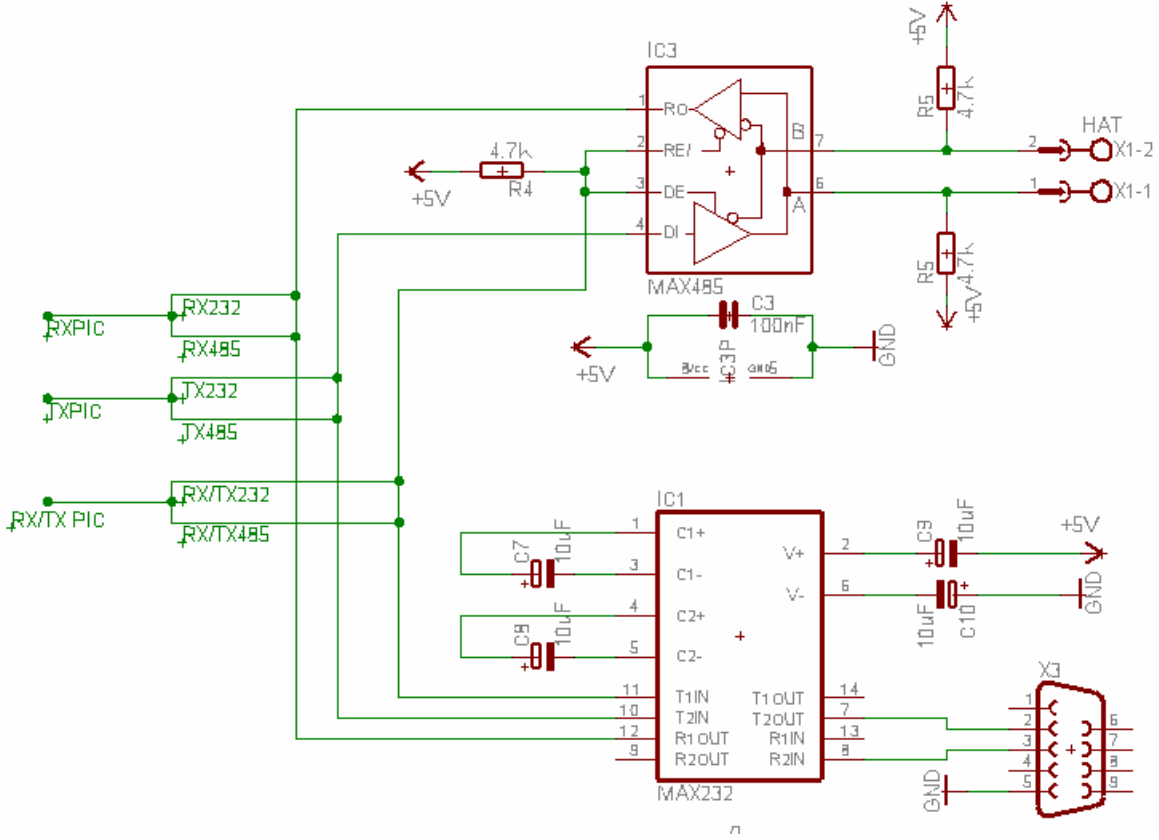 +5V
IC3
R5
4.7k
HAT
1
RO
B
7
2
X1-2
4.7k
2
RE/
+5V
R4
3
DE
6
1
X1-1
A
4
DI
R5
4.7k
MAX485
+5V
RX232
RXPIC
RX485
C3
100nF
+5V
IC3P
VCC
GND
5
GND
TX232
TXPIC
TX485
RX/TX232
RX/TX PIC
RX/TX485
IC1
C7
10uF
1
C1+
3
C1-
V+
2
C9
10uF
+5V
V-
6
10uF
C10
GND
4
C2+
C8
10uF
5
C2-
11
T1IN
T1OUT
14
10
T2IN
T2OUT
7
12
R1OUT
R1IN
13
9
R2OUT
R2IN
8
MAX232
GND
X3
1
2
3
4
5
6
7
8
9